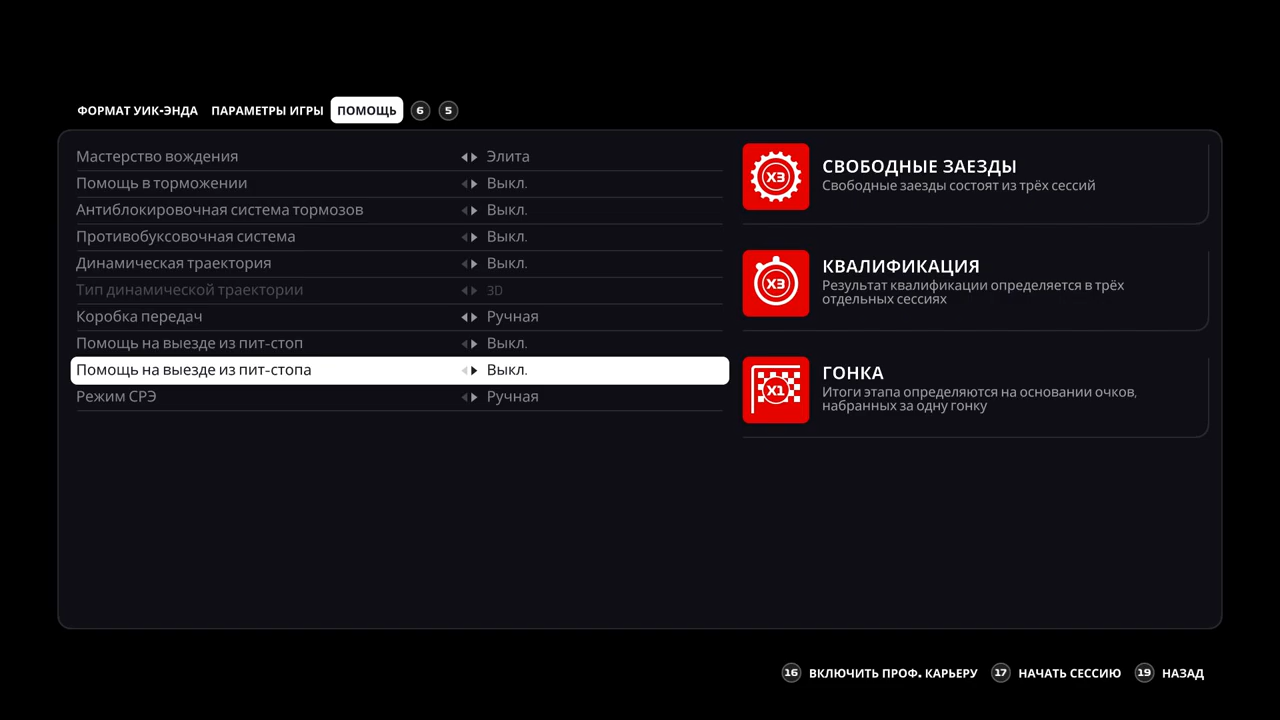 ФОРМАТ УИК-ЭНДА ПАРАМЕТРЫ ИГРЫ ПОМОЩЬ 6 5
Мастерство вождения Элита
Помощь в торможении Выкл.
Антиблокировочная система тормозов Выкл.
Противобуксовочная система Выкл.
Динамическая траектория Выкл.
Тип динамической траектории 3D
Коробка передач Ручная
Помощь на выезде из пит-стоп Выкл.
Помощь на выезде из пит-стопа Выкл.
Режим СРЭ Ручная
X3
СВОБОДНЫЕ ЗАЕЗДЫ
Свободные заезды состоят из трёх сессий
X3
КВАЛИФИКАЦИЯ
Результат квалификации определяется в трёх
отдельных сессиях
X1
ГОНКА
Итоги этапа определяются на основании очков,
набранных за одну гонку
16 ВКЛЮЧИТЬ ПРОФ. КАРЬЕРУ 17 НАЧАТЬ СЕССИЮ 19 НАЗАД